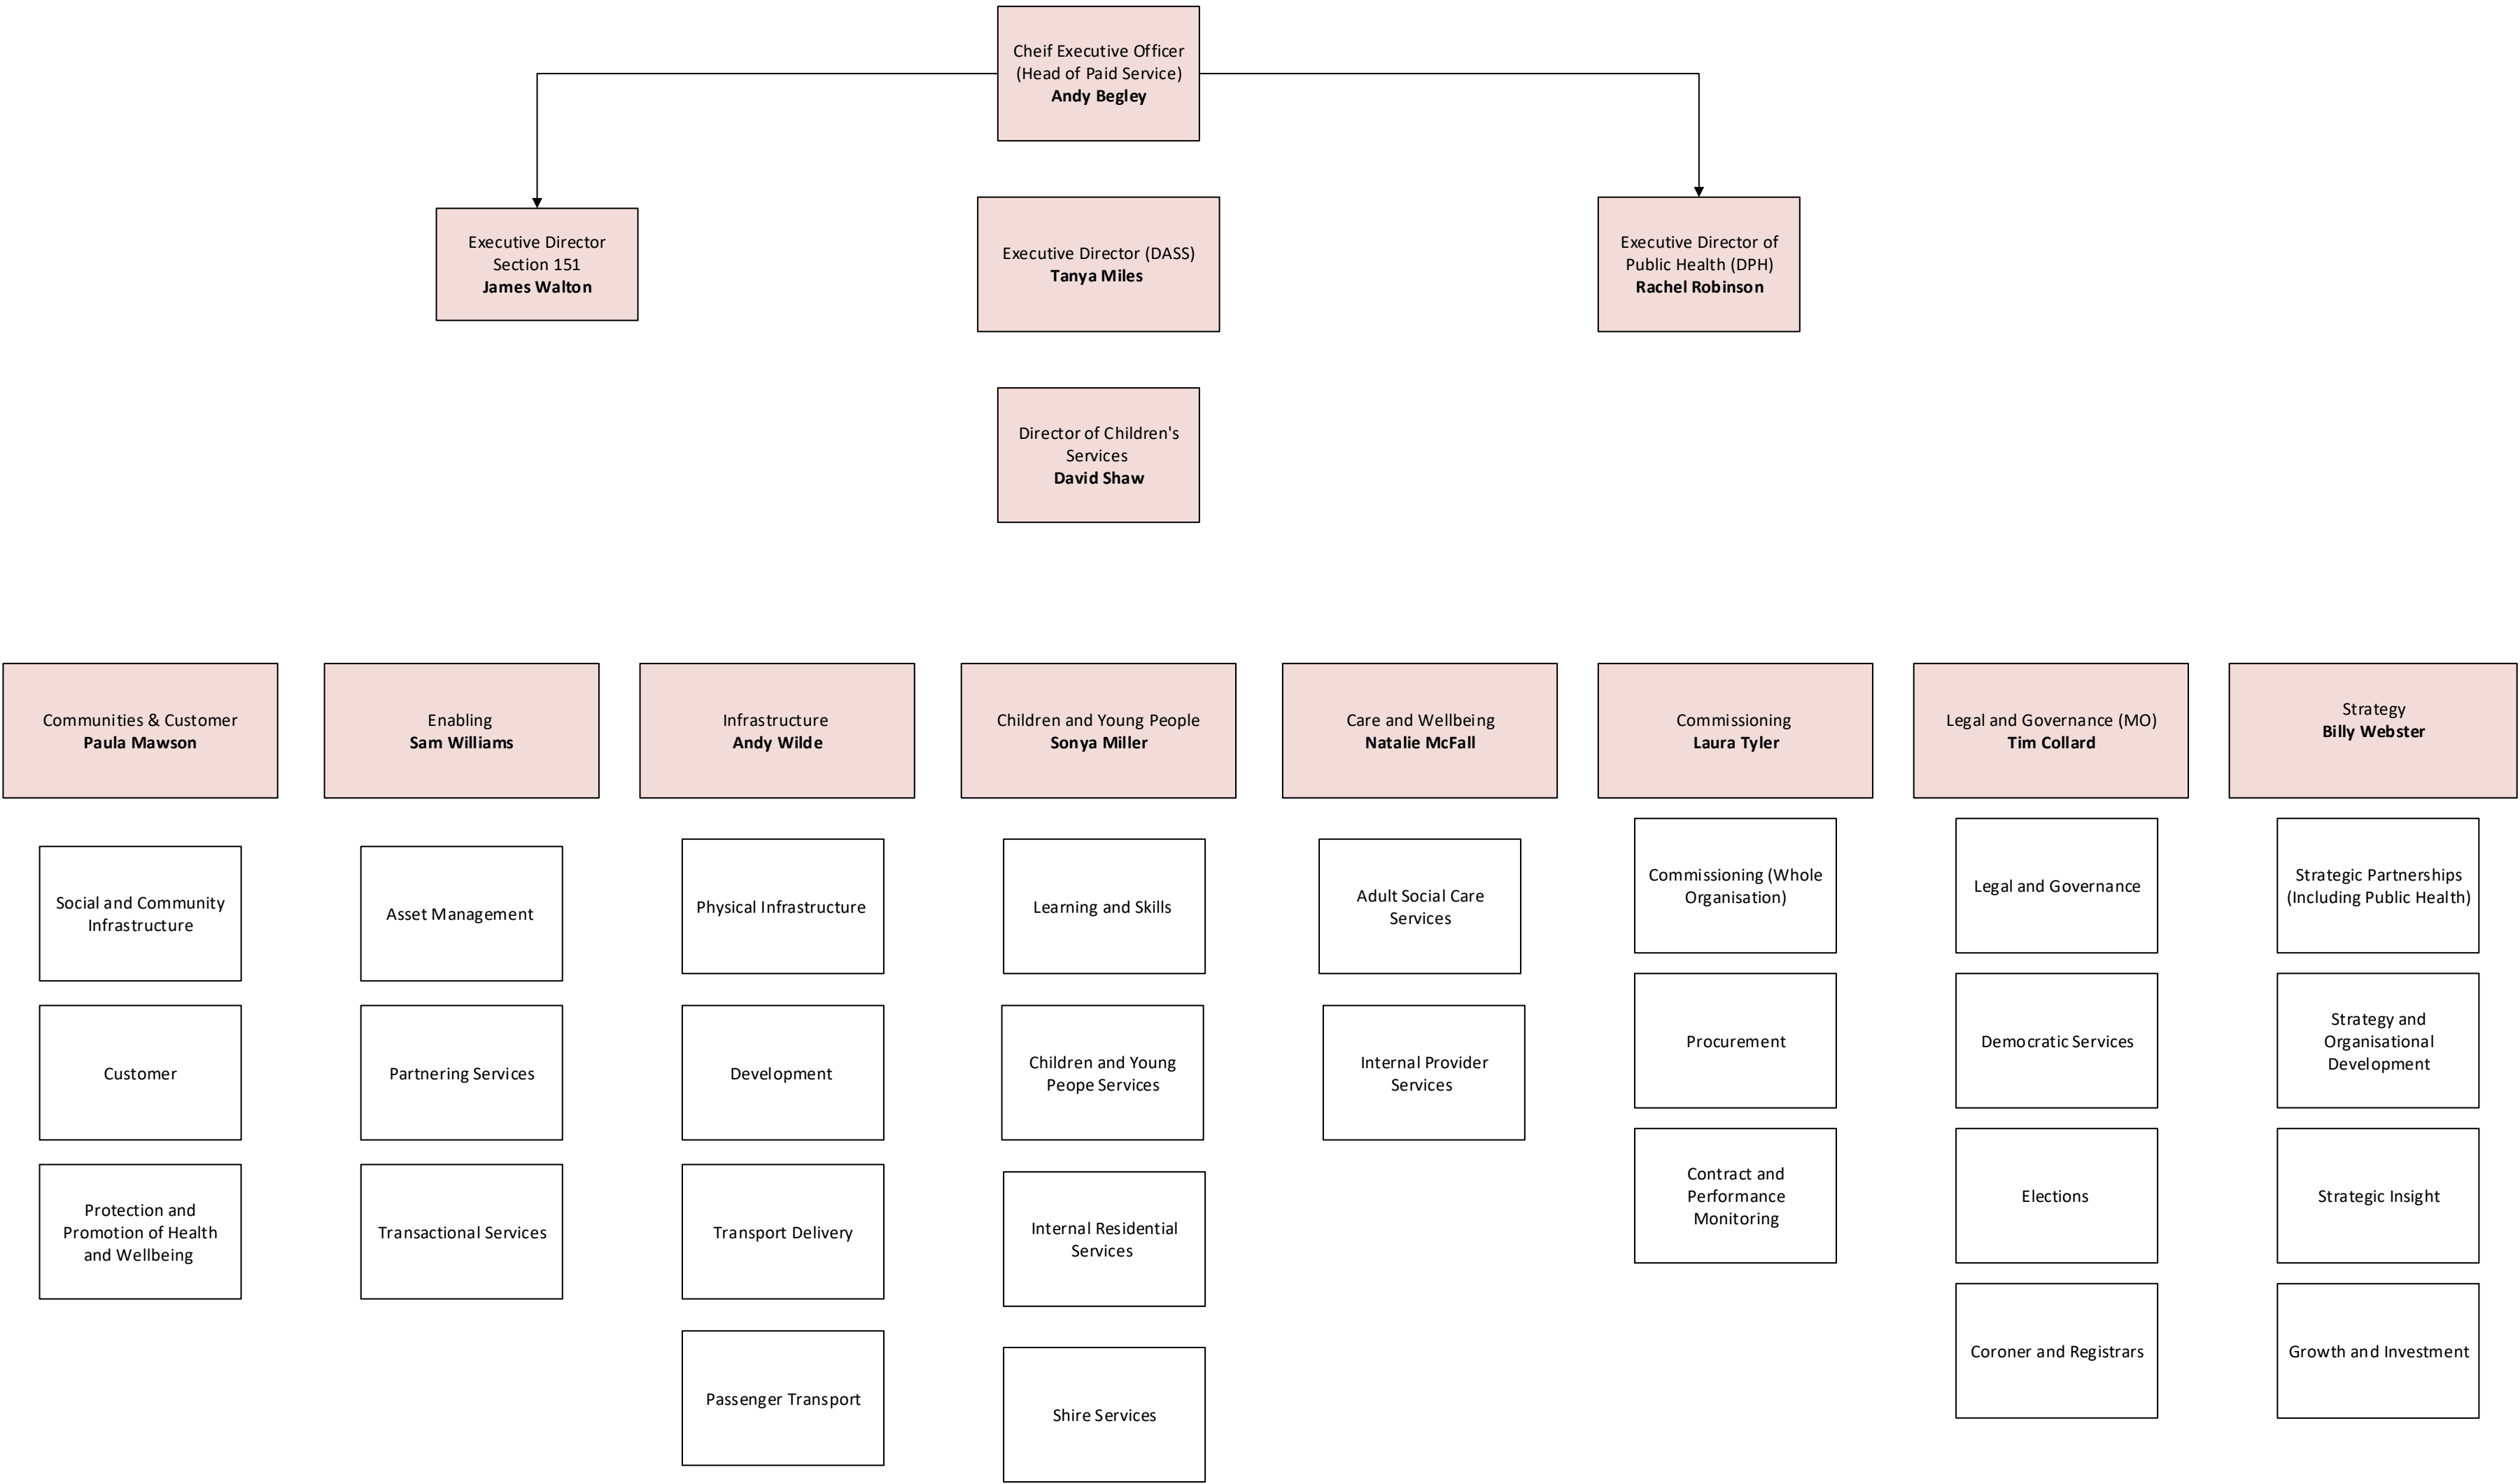 Cheif Executive Officer
(Head of Paid Service)
Andy Begley
Executive Director
Section 151
James Walton
Executive Director (DASS)
Tanya Miles
Executive Director of
Public Health (DPH)
Rachel Robinson
Director of Children's
Services
David Shaw
Communities & Customer
Paula Mawson
Enabling
Sam Williams
Infrastructure
Andy Wilde
Children and Young People
Sonya Miller
Care and Wellbeing
Natalie McFall
Commissioning
Laura Tyler
Legal and Governance (MO)
Tim Collard
Strategy
Billy Webster
Social and Community
Infrastructure
Customer
Protection and
Promotion of Health
and Wellbeing
Asset Management
Partnering Services
Transactional Services
Physical Infrastructure
Development
Transport Delivery
Passenger Transport
Learning and Skills
Children and Young
Peope Services
Internal Residential
Services
Shire Services
Adult Social Care
Services
Internal Provider
Services
Commissioning (Whole
Organisation)
Procurement
Contract and
Performance
Monitoring
Legal and Governance
Democratic Services
Elections
Coroner and Registrars
Strategic Partnerships
(Including Public Health)
Strategy and
Organisational
Development
Strategic Insight
Growth and Investment